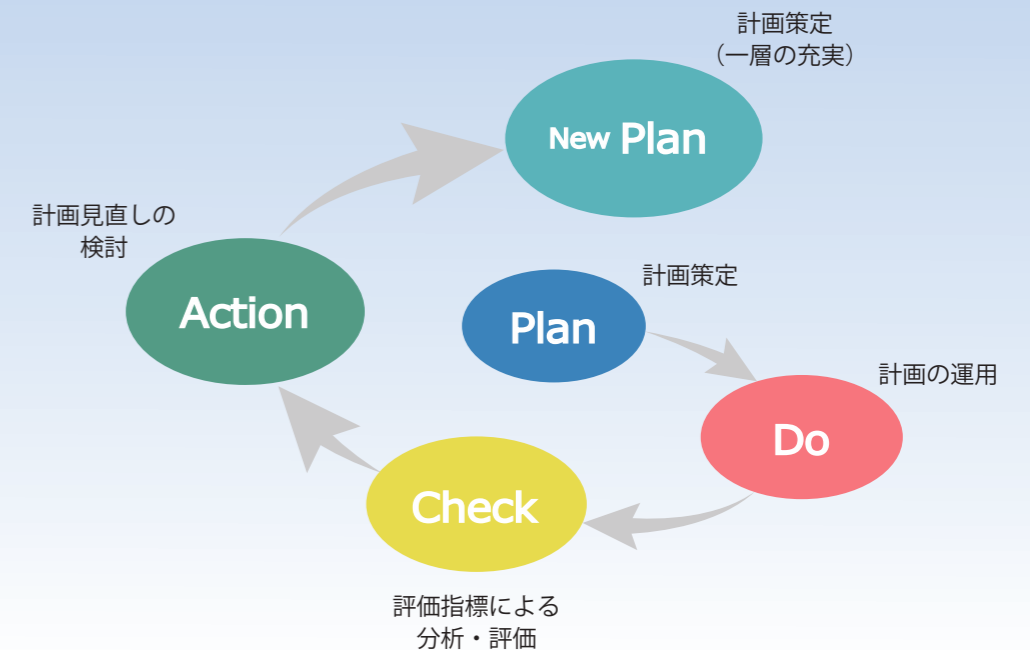 計画策定
（一層の充実）
New Plan
計画見直しの
検討
Action
計画策定
Plan
計画の運用
Do
Check
評価指標による
分析・評価